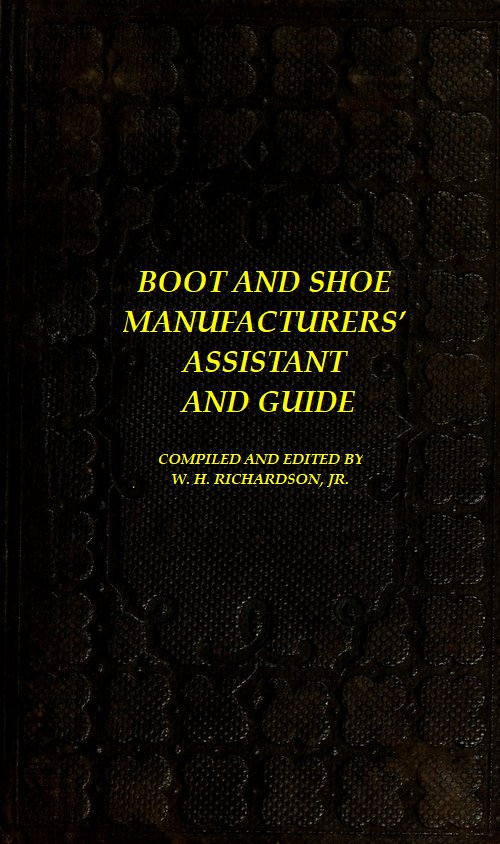 BOOT AND SHOE
MANUFACTURERS’
ASSISTANT
AND GUIDE
COMPILED AND EDITED BY
W. H. RICHARDSON, JR.